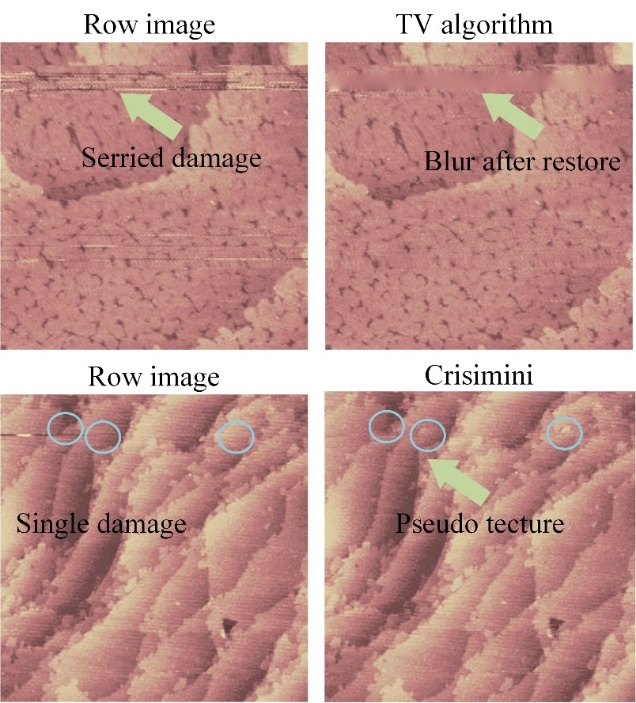 Row image
TV algorithm
Serried damage
Blur after restore
Row image
Crisimini
Single damage
Pseudo tecture